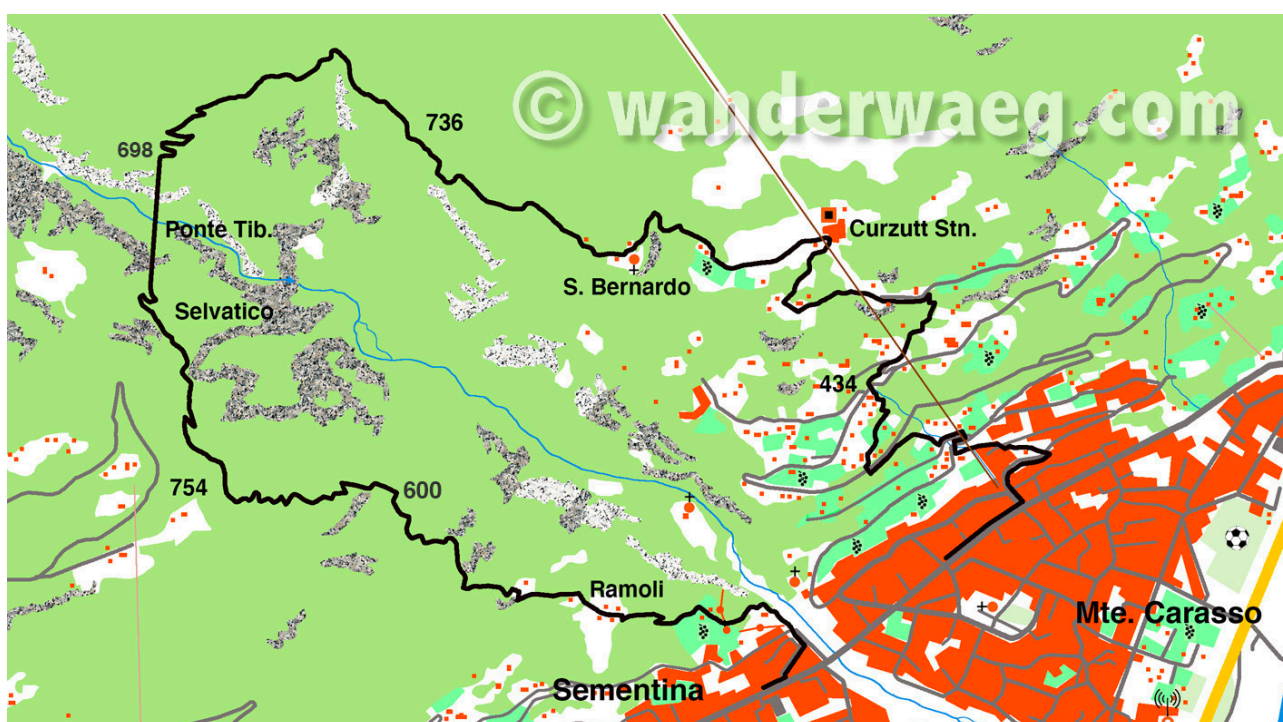 © wanderwaeg.com
736
698
Ponte Tib.
Curzutt Stn.
S. Bernardo
Selvatico
434
754
600
Ramoli
Mte. Carasso
Sementina